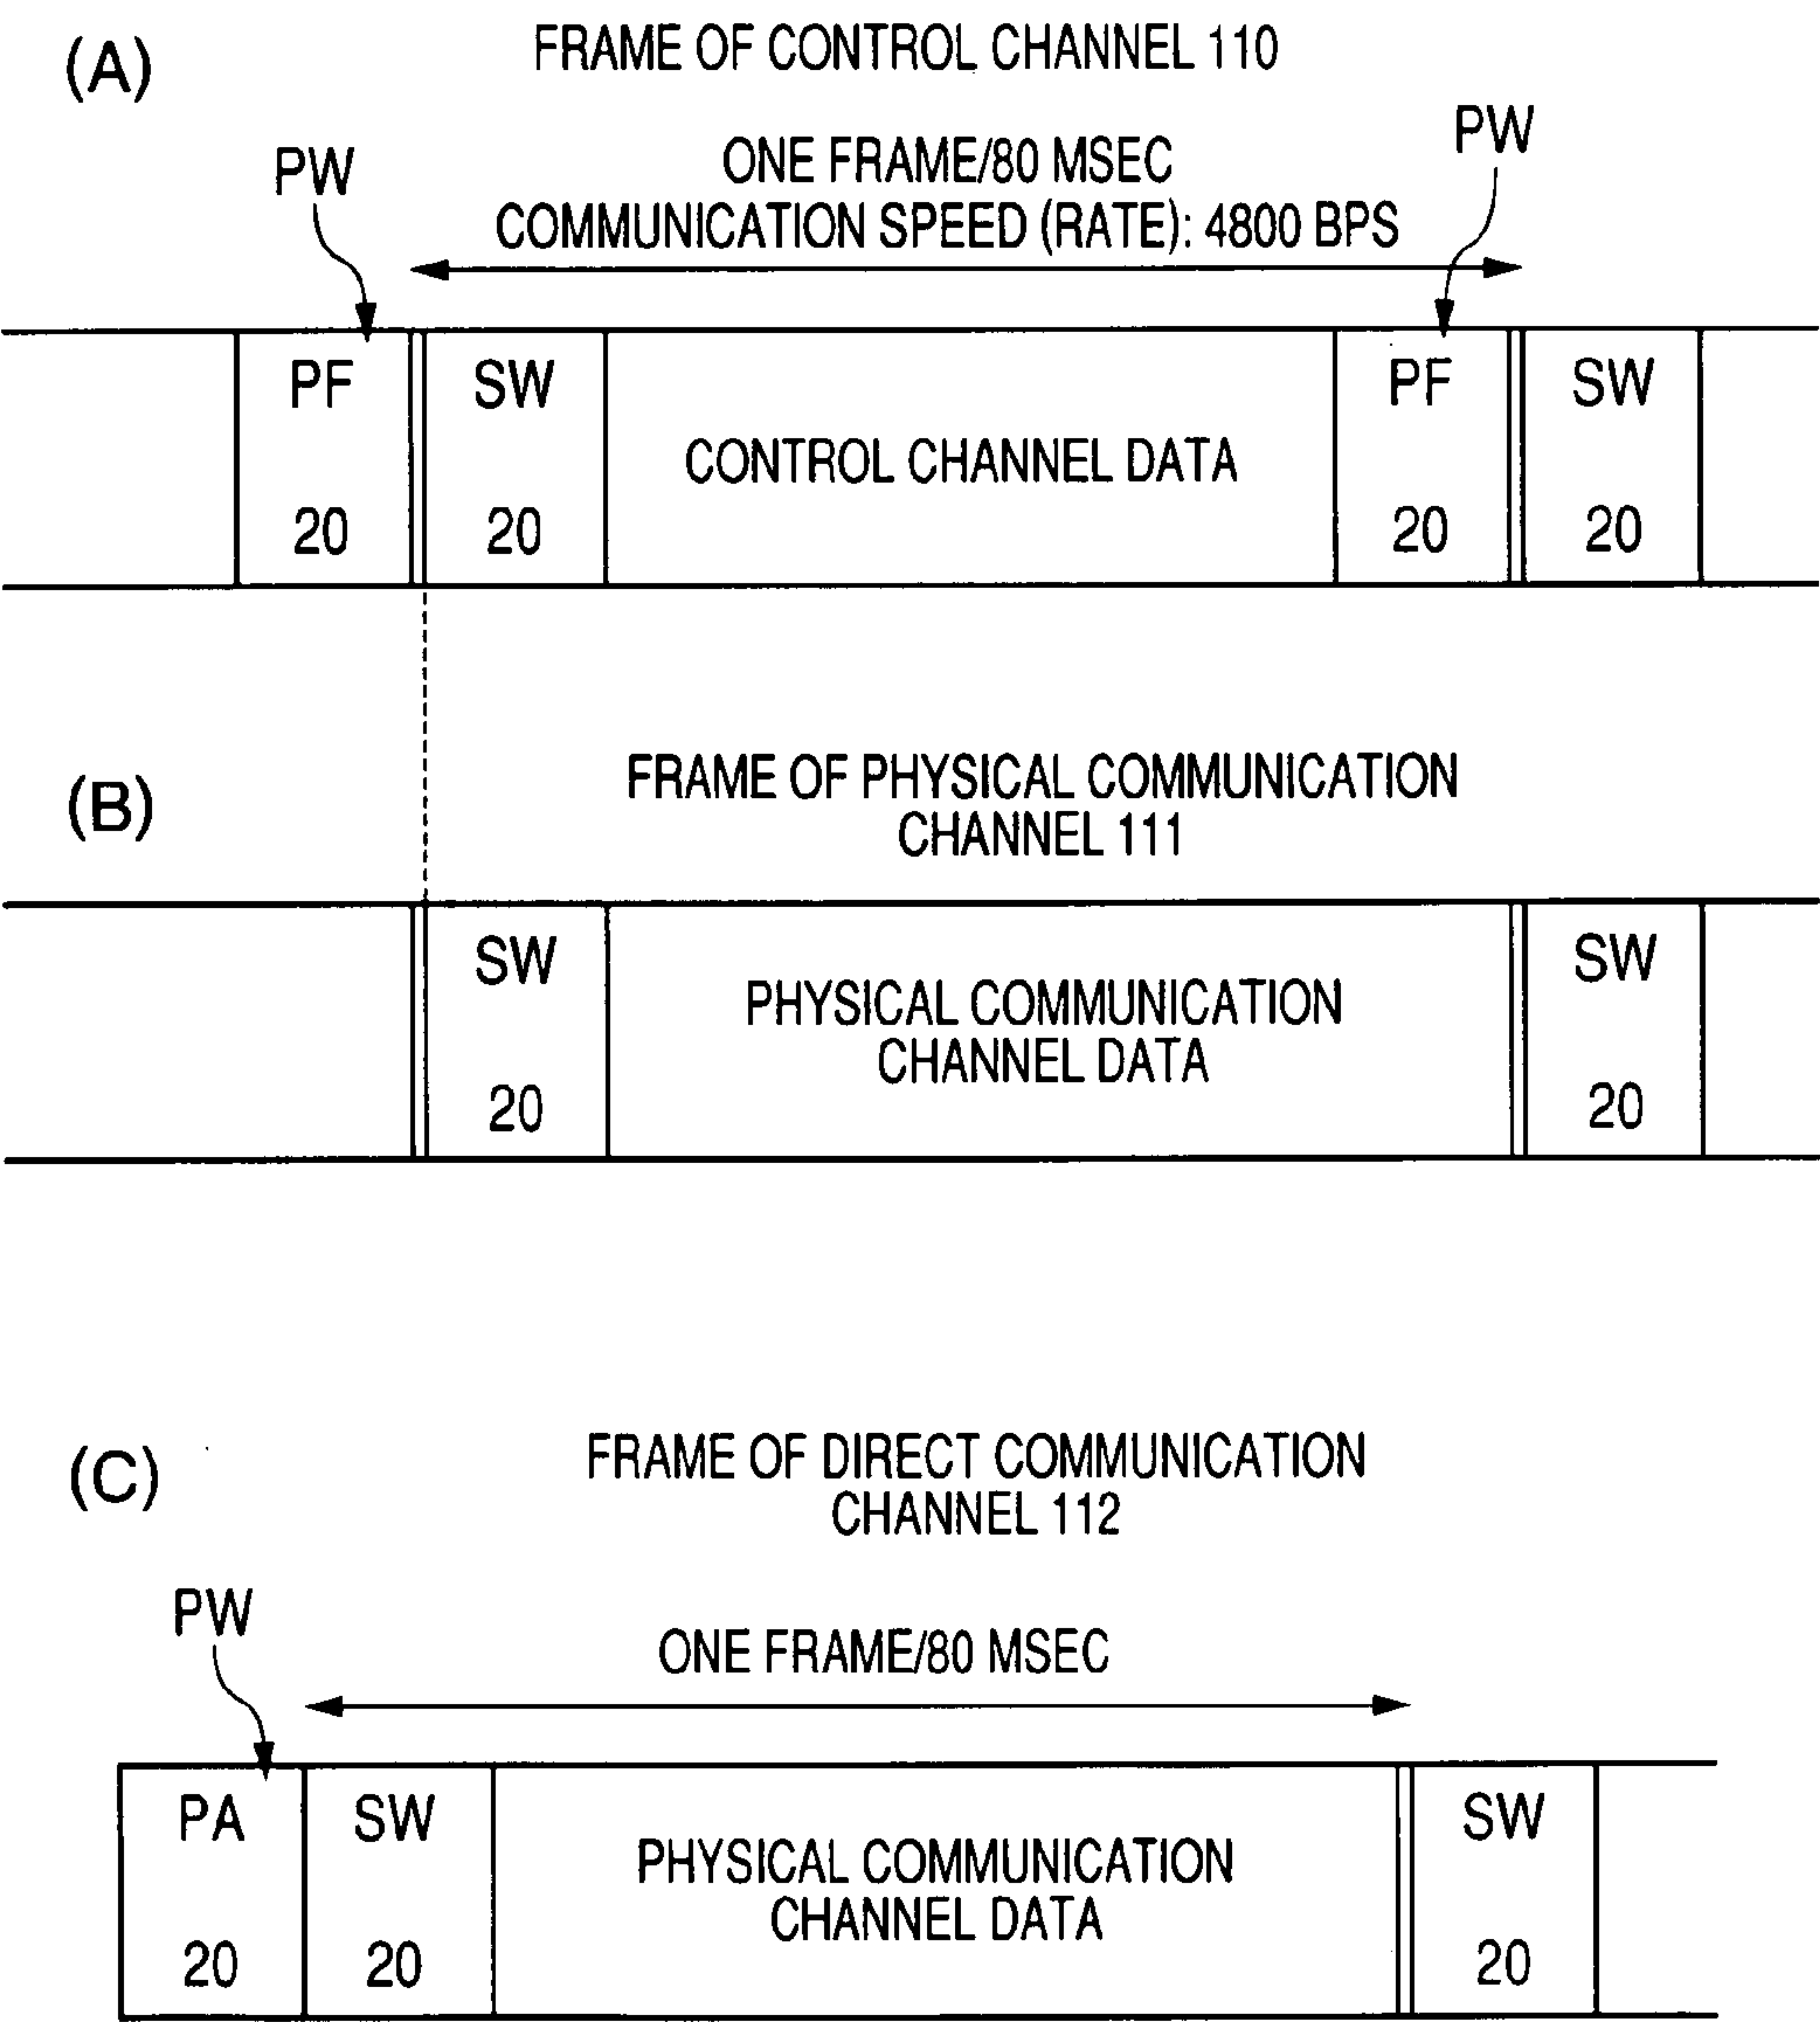 (A)
FRAME OF CONTROL CHANNEL 110
PW
ONE FRAME/80 MSEC
COMMUNICATION SPEED (RATE): 4800 BPS
PW
PF
20
SW
20
CONTROL CHANNEL DATA
PF
20
SW
20
(B)
FRAME OF PHYSICAL COMMUNICATION
CHANNEL 111
SW
20
PHYSICAL COMMUNICATION
CHANNEL DATA
SW
20
(C)
FRAME OF DIRECT COMMUNICATION
CHANNEL 112
PW
ONE FRAME/80 MSEC
PA
20
SW
20
PHYSICAL COMMUNICATION
CHANNEL DATA
SW
20